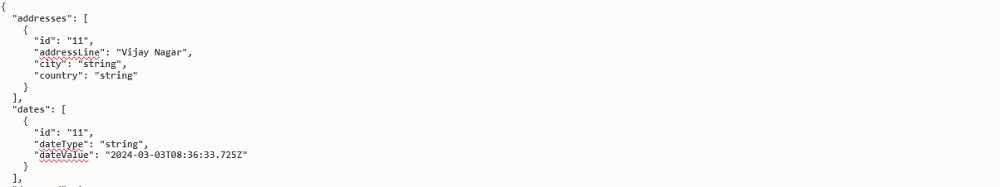 {
"addresses": [
{
"id": "11",
"addressLine": "Vijay Nagar",
"city": "string",
"country": "string"
}
],
"dates": [
{
"id": "11",
"dateType": "string",
"dateValue": "2024-03-03T08:36:33.725Z"
}
],